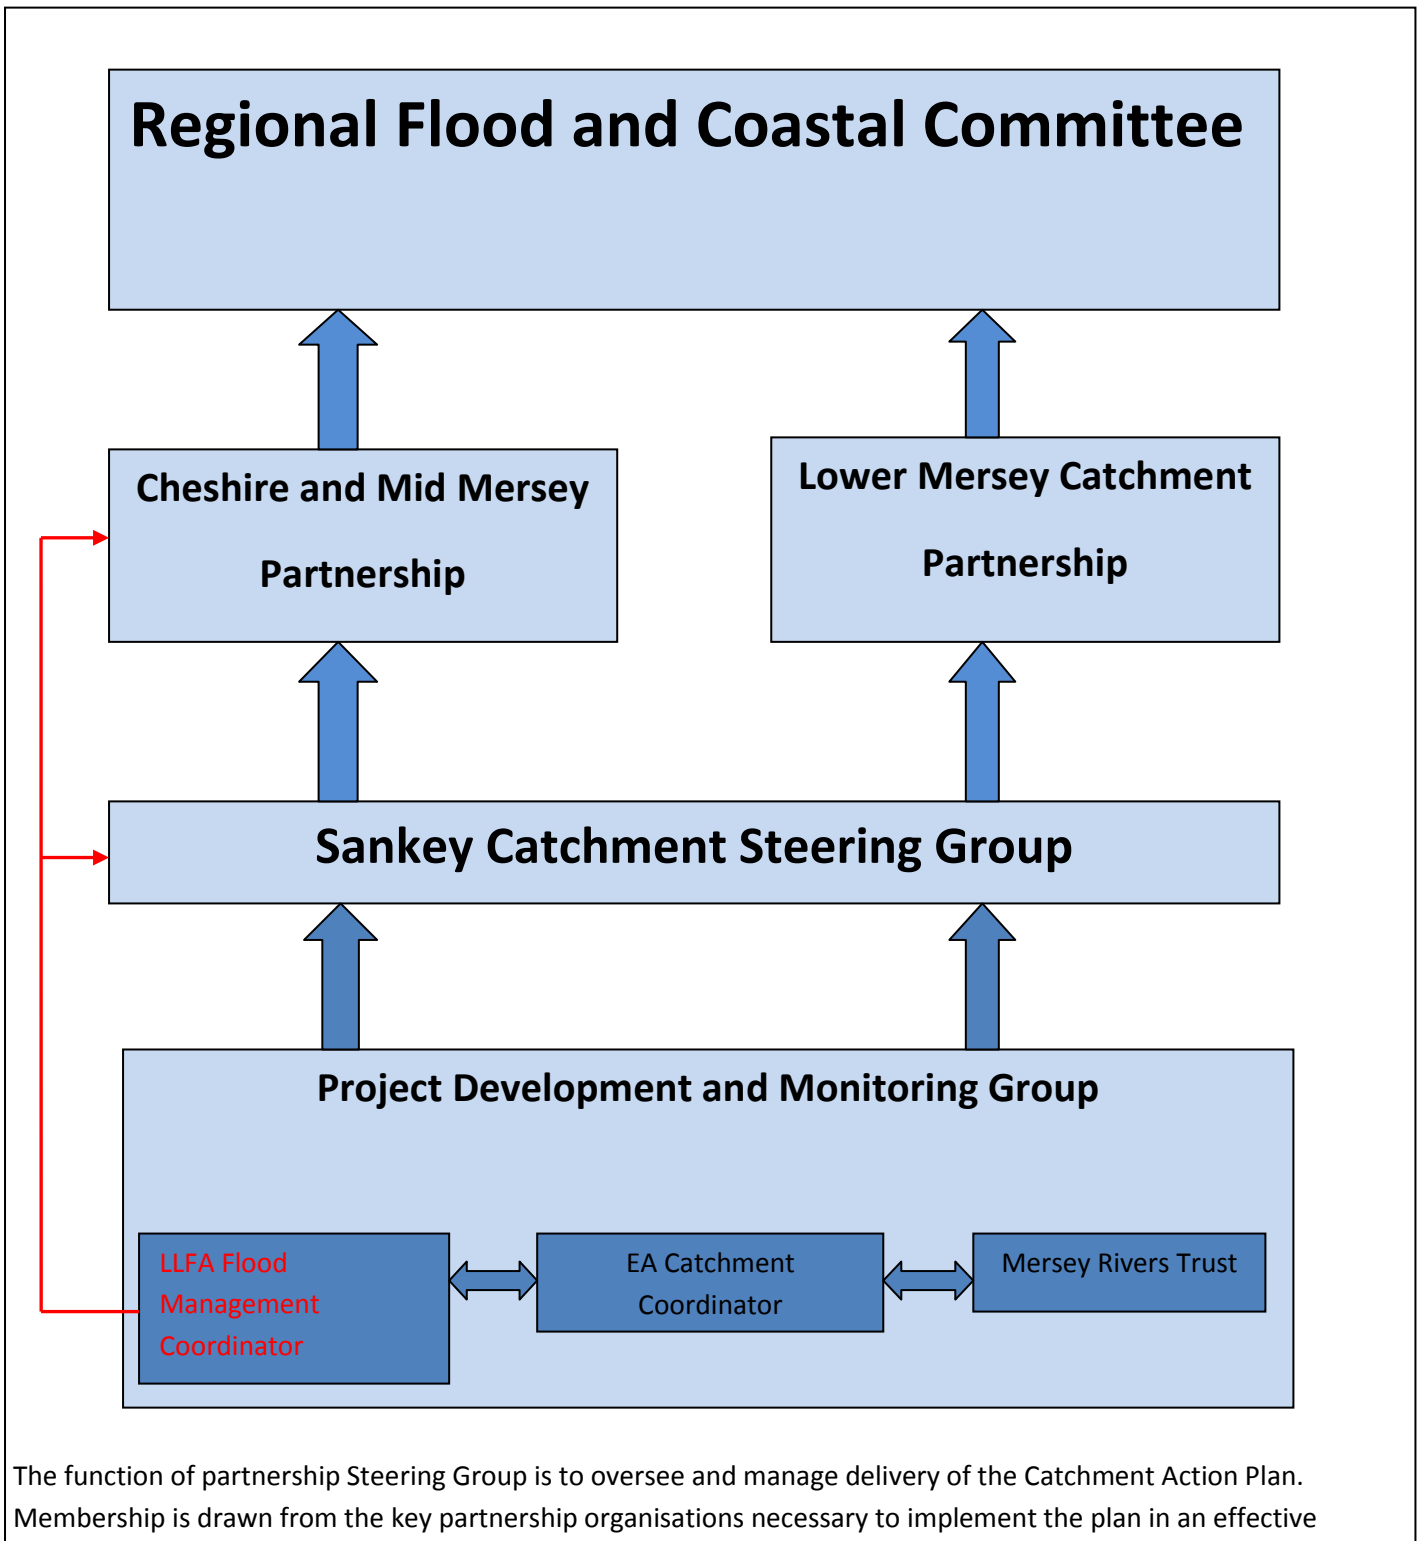 Regional Flood and Coastal Committee
Cheshire and Mid Mersey
Partnership
Lower Mersey Catchment
Partnership
Sankey Catchment Steering Group
Project Development and Monitoring Group
LLFA Flood
Management
Coordinator
EA Catchment
Coordinator
Mersey Rivers Trust
The function of partnership Steering Group is to oversee and manage delivery of the Catchment Action Plan.
Membership is drawn from the key partnership organisations necessary to implement the plan in an effective